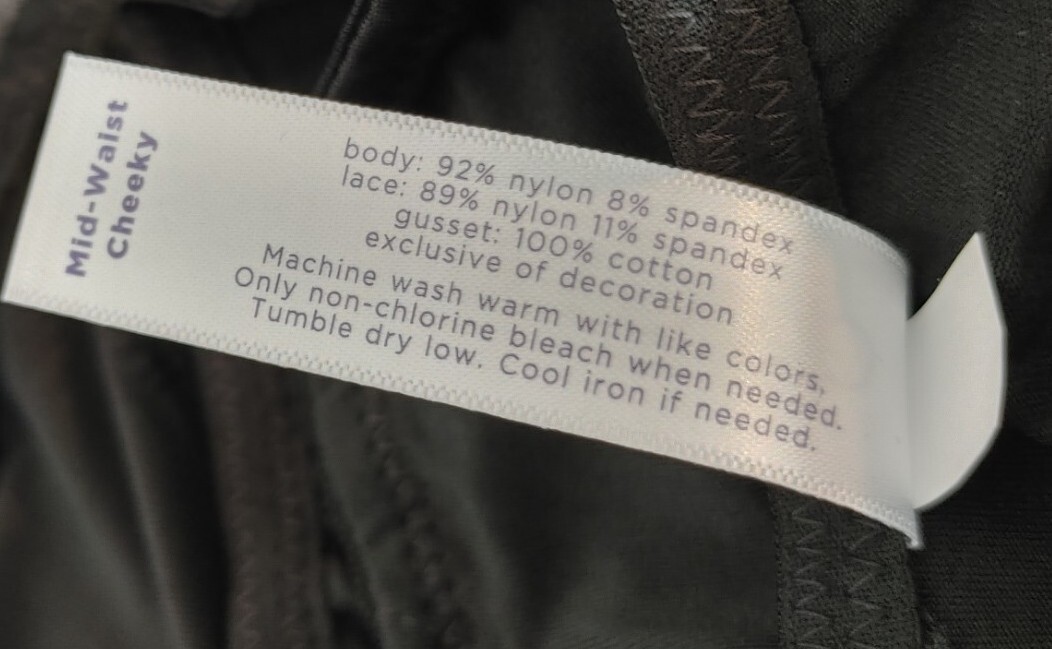 Mid-Waist
Cheeky
body: 92% nylon 8% spandex
lace: 89% nylon 11% spandex
gusset: 100% cotton
exclusive of decoration
Machine wash warm with like colors.
Only non-chlorine bleach when needed.
Tumble dry low. Cool iron if needed.